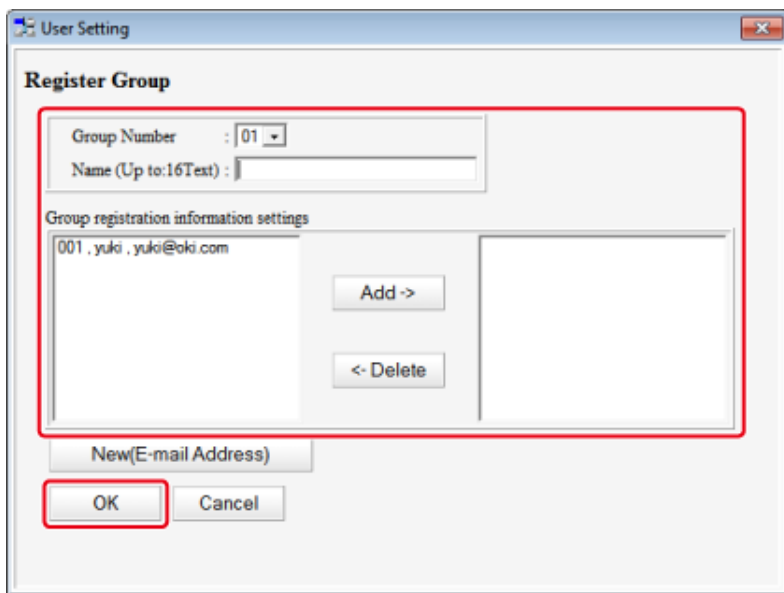 User Setting
Register Group
Group Number : 01
Name (Up to:16Text) :
Group registration information settings
001 , yuki , yuki@oki.com
Add ->
<- Delete
New(E-mail Address)
OK Cancel